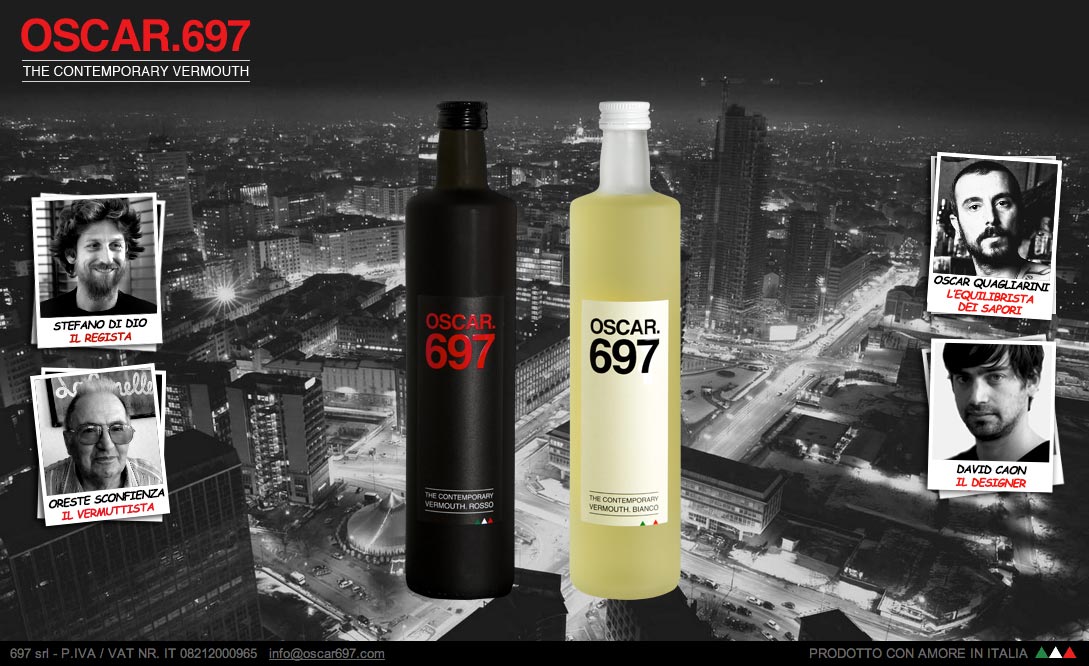 OSCAR.697
THE CONTEMPORARY VERMOUTH
STEFANO DI DIO
IL REGISTA
ORESTE SCONFIENZA
IL VERMUTTISTA
OSCAR.
697
THE CONTEMPORARY
VERMOUTH. ROSSO
OSCAR.
697
THE CONTEMPORARY
VERMOUTH. BIANCO
OSCAR QUAGLIARINI
L'EQUILIBRISTA
DEI SAPORI
DAVID CAON
IL DESIGNER
697 srl - P.IVA / VAT NR. IT 08212000965 info@oscar697.com
PRODOTTO CON AMORE IN ITALIA